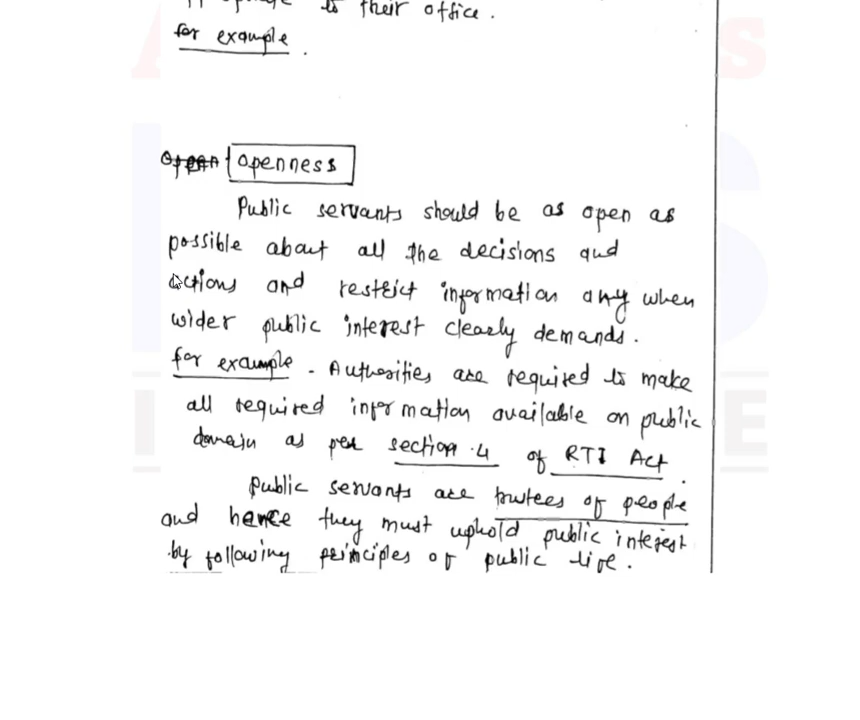 to their office.
for example.
openness
Public servants should be as open as
possible about all the decisions and
actions and restrict information any when
wider public interest clearly demands.
for example - Authorities are required to make
all required information available on public
domain as per section 4 of RTI Act
Public servants are trustees of people
and hence they must uphold public interest
by following principles of public life.